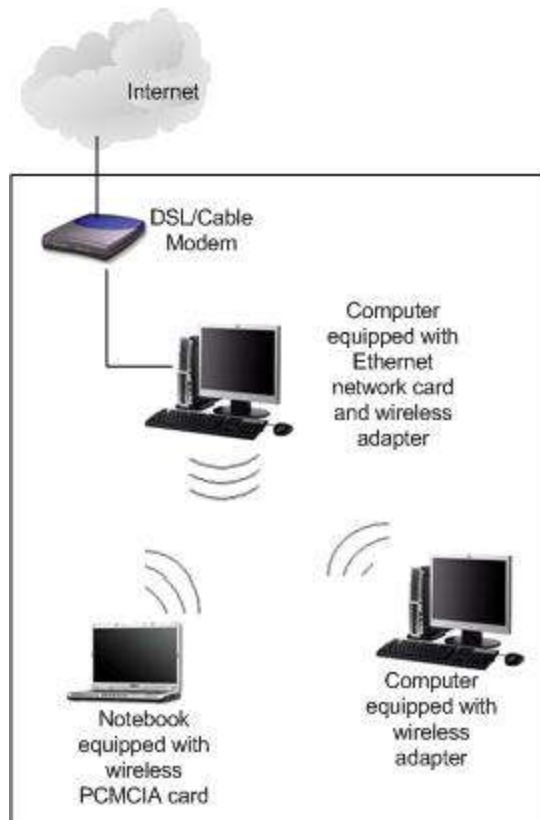 Internet
DSL/Cable
Modem
Computer
equipped with
Ethernet
network card
and wireless
adapter
Notebook
equipped with
wireless
PCMCIA card
Computer
equipped with
wireless
adapter